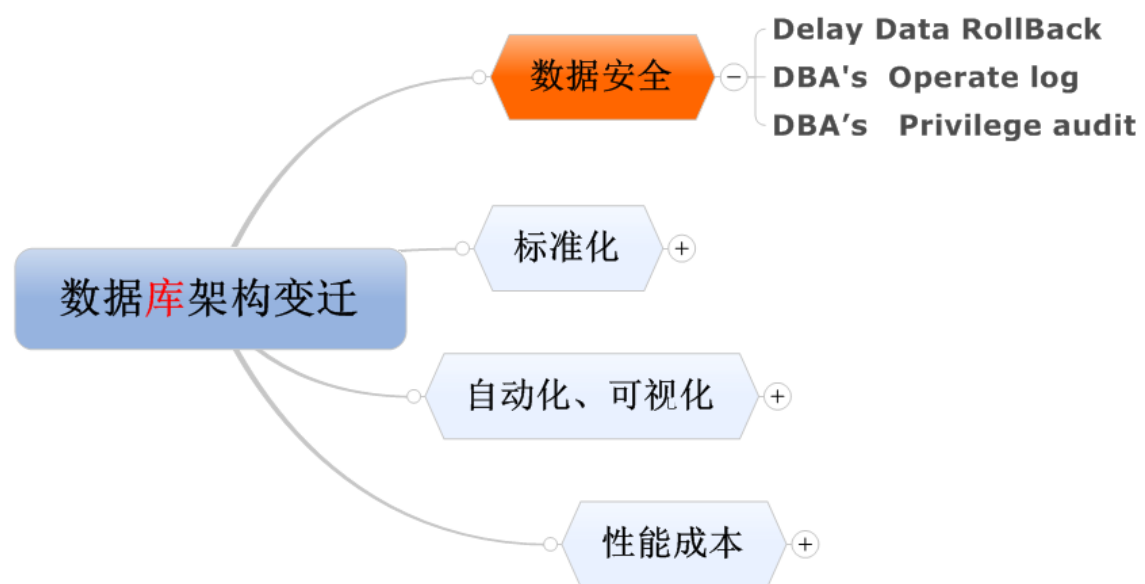 数据安全
Delay Data RollBack
DBA's Operate log
DBA’s Privilege audit
标准化
数据库架构变迁
自动化、可视化
性能成本